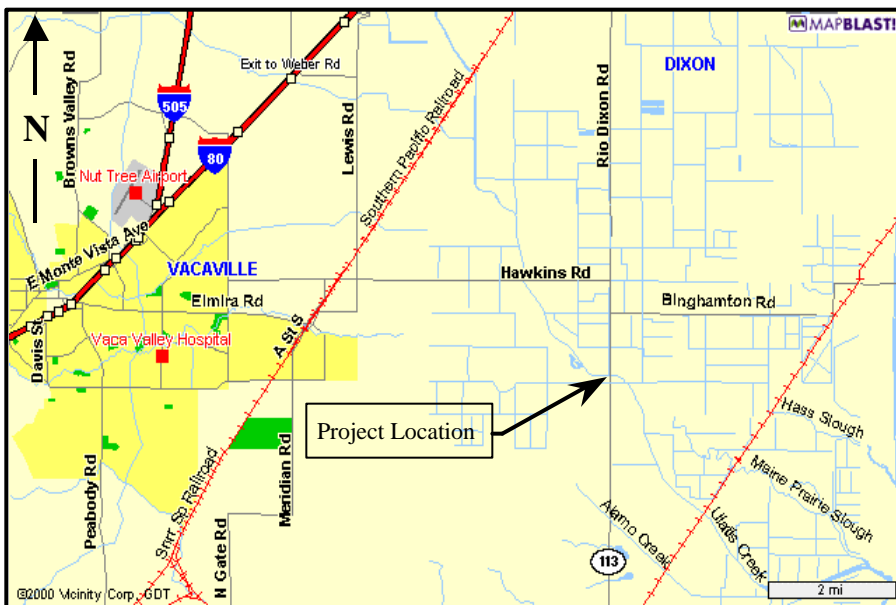 MAPBLAST!
Exit to Weber Rd
DIXON
505
Browns Valley Rd
N
Lewis Rd
Southern Pacific Railroad
Rio Dixon Rd
80
Nut Tree Airport
E Monte Vista Ave
VACAVILLE
Hawkins Rd
Elmira Rd
Binghamton Rd
Davis St
Vaca Valley Hospital
A St S
Project Location
Hass Slough
Meridian Rd
Peabody Rd
Srrr Sp Railroad
Maine Prairie Slough
Alamo Creek
Ulatis Creek
N Gate Rd
113
©2000 Vicinity Corp, GDT
2 mi